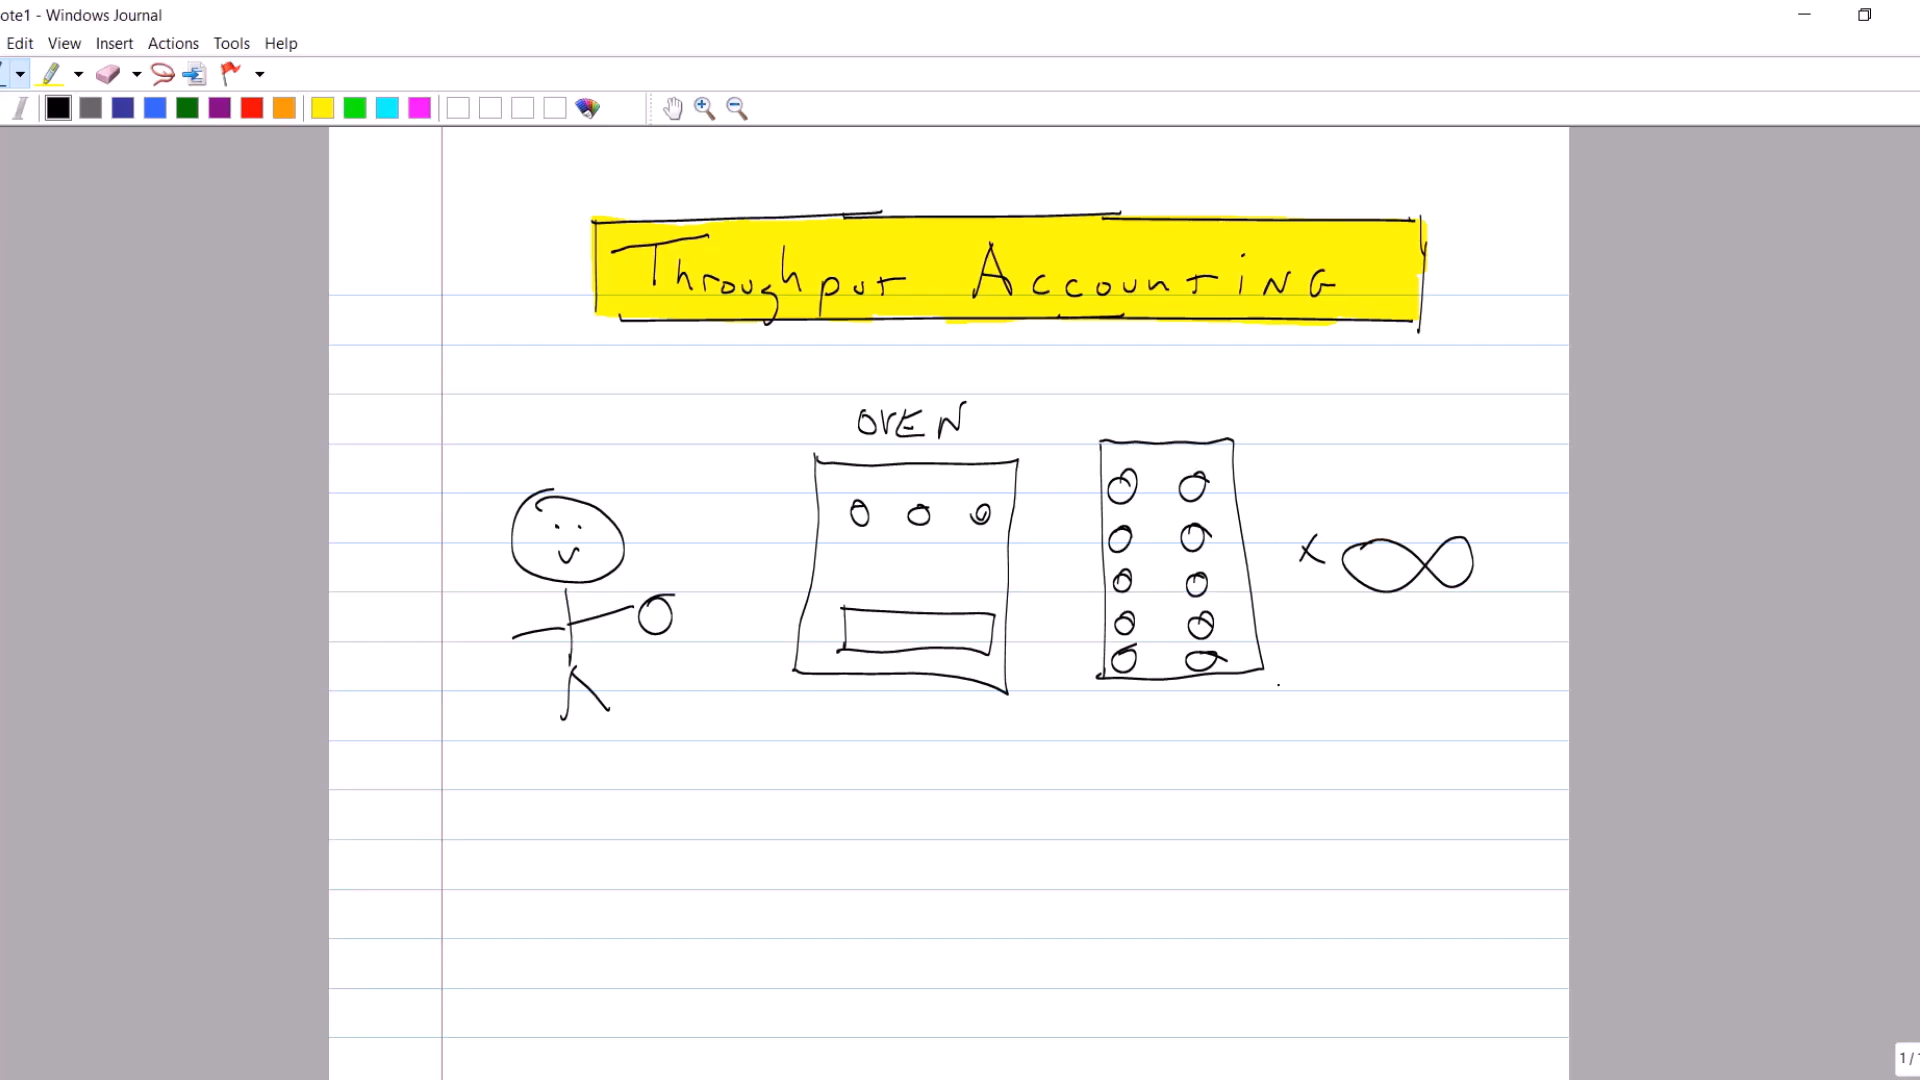 ote1 - Windows Journal
Edit View Insert Actions Tools Help
Throughput Accounting
OVEN
x ∞
1 /